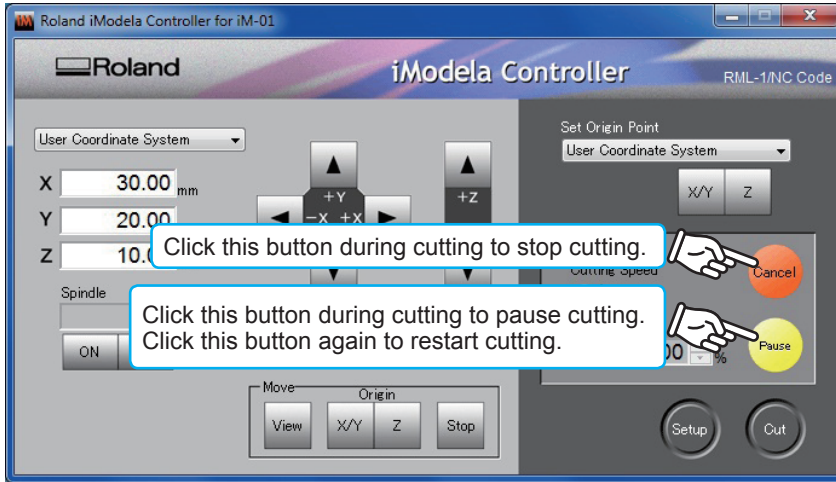 Roland iModela Controller for iM-01
Roland
iModela Controller
RML-1/NC Code
User Coordinate System
X 30.00 mm
Y 20.00
Z
+Y
-X +X
+Z
Set Origin Point
User Coordinate System
X/Y Z
Click this button during cutting to stop cutting.
Cutting Speed
Cancel
Spindle
Click this button during cutting to pause cutting.
Click this button again to restart cutting.
ON
%
Pause
Move
Origin
View X/Y Z Stop
Setup Cut